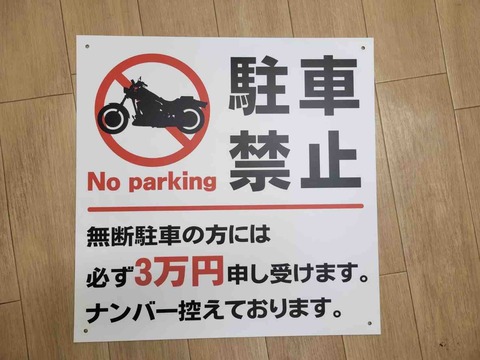 駐車
禁止
No parking
無断駐車の方には
必ず3万円申し受けます。
ナンバー控えております。